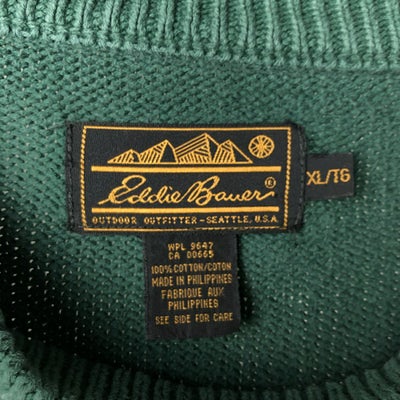 Eddie Bauer®
OUTDOOR OUTFITTER-SEATTLE, U.S.A.
XL/TG
WPL 9647
CA 00665
100% COTTON/COTON
MADE IN PHILIPPINES
FABRIQUE AUX
PHILIPPINES
SEE SIDE FOR CARE